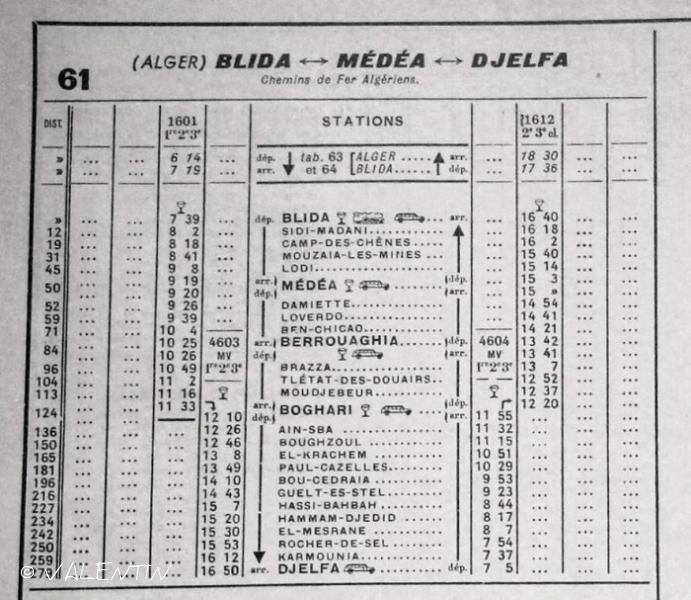 61 (ALGER) BLIDA ↔ MÉDÉA ↔ DJELFA
Chemins de Fer Algériens.
DIST. 1601 STATIONS 1612
1re 2e 3e 2e 3e cl.
» ... ... 6 14 ... dép. tab. 63 ALGER ..... arr. ... 18 30 ... ...
» ... ... 7 19 ... arr. et 64 BLIDA...... dép. ... 17 36 ... ...
» ... ... 7 39 ... dép. BLIDA ... arr. ... 16 40 ... ...
12 ... ... 8 2 ... SIDI-MADANI............ ... 16 18 ... ...
19 ... ... 8 18 ... CAMP-DES-CHÊNES..... ... 16 2 ... ...
31 ... ... 8 41 ... MOUZAIA-LES-MINES ... ... 15 40 ... ...
45 ... ... 9 8 ... LODI.................. ... 15 14 ... ...
50 ... ... 9 19 ... arr. MÉDÉA ......... dép. ... 15 3 ... ...
... ... 9 20 ... dép. arr. ... 15 » ... ...
52 ... ... 9 26 ... DAMIETTE............. ... 14 54 ... ...
59 ... ... 9 39 ... LOVERDO.............. ... 14 41 ... ...
71 ... ... 10 4 BEN-CHICAO............ 14 21 ... ...
84 ... ... 10 25 4603 arr. BERROUAGHIA dép. 4604 13 42 ... ...
... ... 10 26 MV dép. ...... arr. MV 13 41 ... ...
96 ... ... 10 49 1re 2e 3e BRAZZA............... 1re 2e 3e 13 7 ... ...
104 ... ... 11 2 TLÉTAT-DES-DOUAIRS.. 12 52 ... ...
113 ... ... 11 16 MOUDJEBEUR........... 12 37 ... ...
124 ... ... 11 33 arr. BOGHARI ..... dép. 12 20 ... ...
12 10 dép. arr. 11 55
136 ... ... ... 12 26 AIN-SBA .............. 11 32 ... ... ...
150 ... ... ... 12 46 BOUGHZOUL ........... 11 15 ... ... ...
165 ... ... ... 13 8 EL-KRACHEM .......... 10 51 ... ... ...
181 ... ... ... 13 49 PAUL-CAZELLES........ 10 29 ... ... ...
196 ... ... ... 14 10 BOU-CEDRAIA.......... 9 53 ... ... ...
216 ... ... ... 14 43 GUELT-ES-STEL........ 9 23 ... ... ...
227 ... ... ... 15 7 HASSI-BAHBAH ........ 8 44 ... ... ...
234 ... ... ... 15 20 HAMMAM-DJEDID ...... 8 17 ... ... ...
242 ... ... ... 15 30 EL-MESRANE .......... 8 7 ... ... ...
250 ... ... ... 15 53 ROCHER-DE-SEL ....... 7 54 ... ... ...
259 ... ... ... 16 12 KARMOUNIA............ 7 37 ... ... ...
... 16 50 arr. DJELFA .......... dép. 7 5 ... ... ...
© VALENTIN